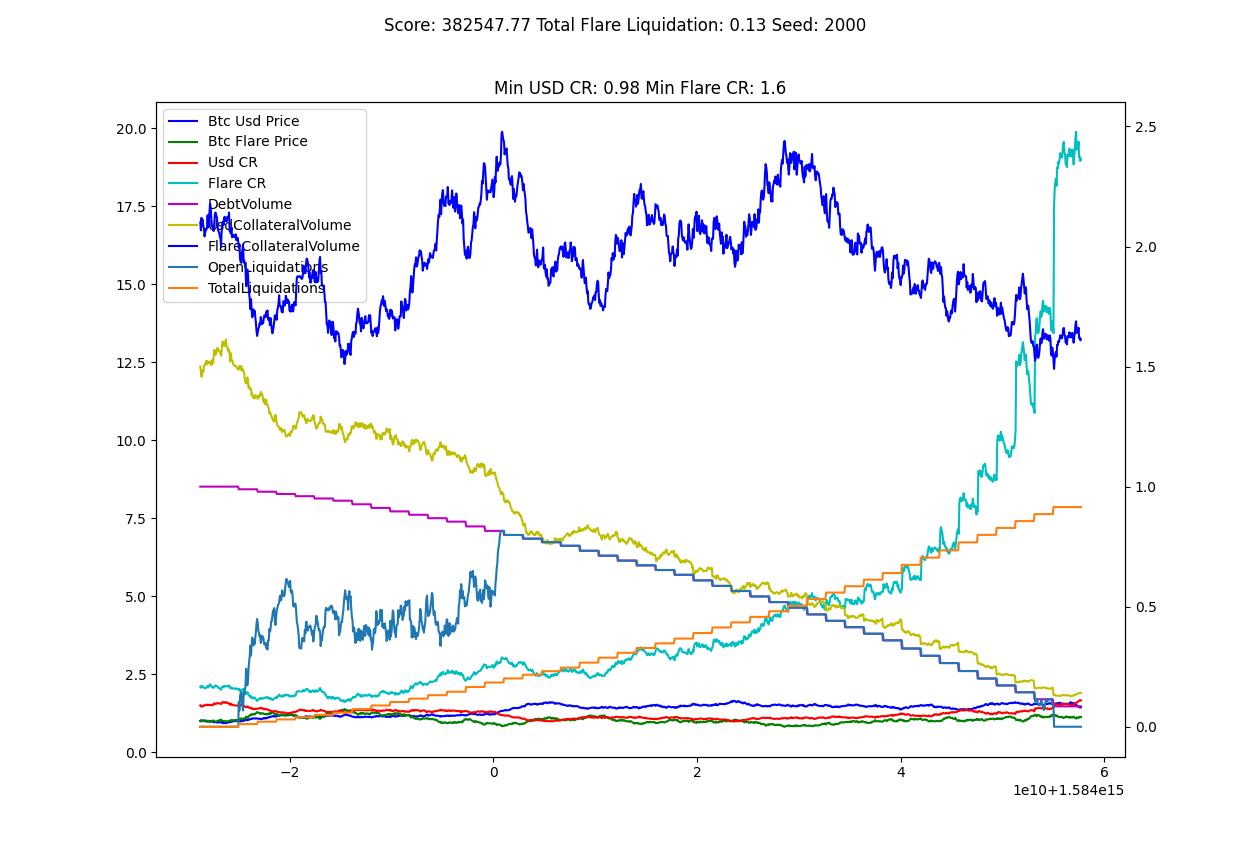 Score: 382547.77 Total Flare Liquidation: 0.13 Seed: 2000
Min USD CR: 0.98 Min Flare CR: 1.6
Btc Usd Price
Btc Flare Price
Usd CR
Flare CR
DebtVolume
UsdCollateralVolume
FlareCollateralVolume
OpenLiquidations
TotalLiquidations
20.0
17.5
15.0
12.5
10.0
7.5
5.0
2.5
0.0
2.5
2.0
1.5
1.0
0.5
0.0
−2
0
2
4
6
1e10+1.584e15